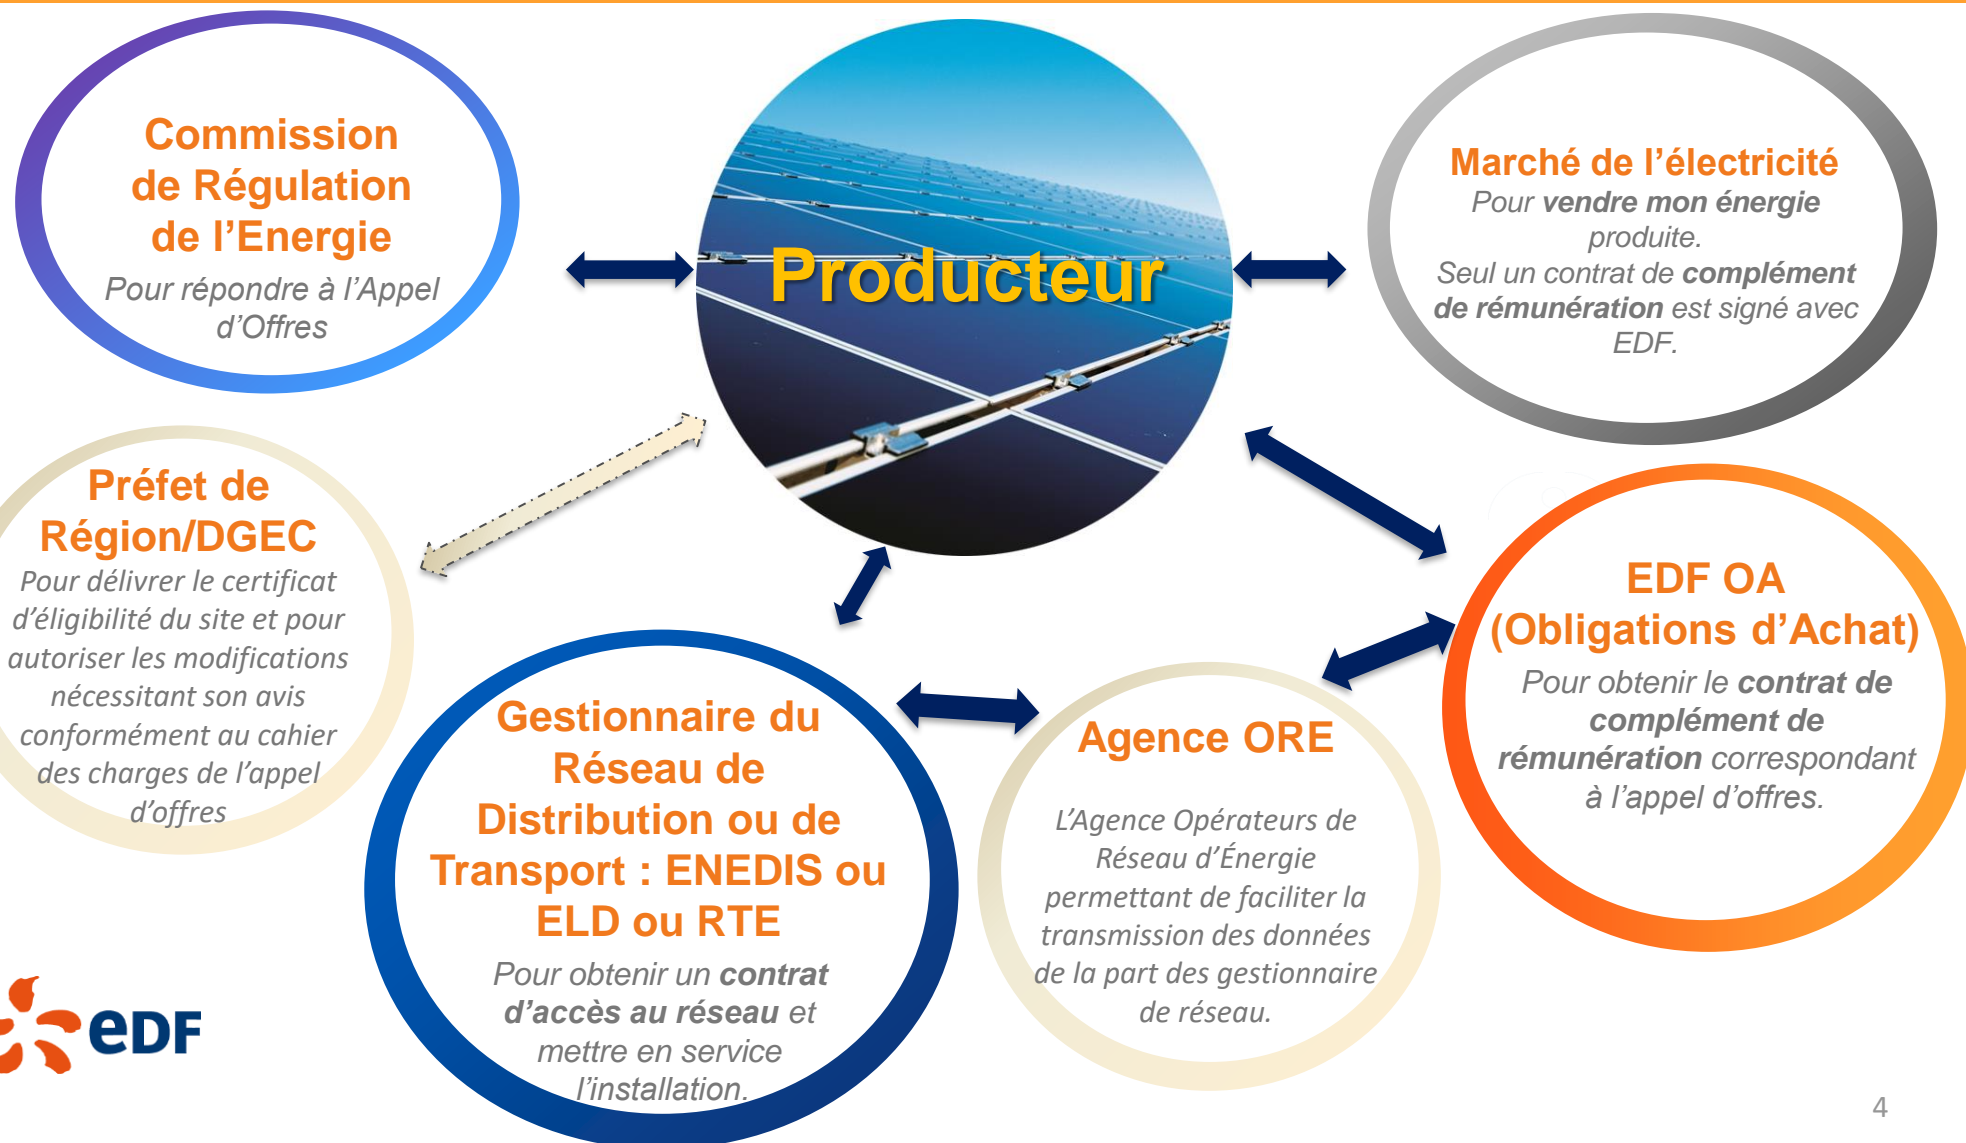 Commission
de Régulation
de l’Energie
Pour répondre à l’Appel
d’Offres
Producteur
Marché de l’électricité
Pour vendre mon énergie
produite.
Seul un contrat de complément
de rémunération est signé avec
EDF.
Préfet de
Région/DGEC
Pour délivrer le certificat
d’éligibilité du site et pour
autoriser les modifications
nécessitant son avis
conformément au cahier
des charges de l’appel
d’offres
Gestionnaire du
Réseau de
Distribution ou de
Transport : ENEDIS ou
ELD ou RTE
Pour obtenir un contrat
d’accès au réseau et
mettre en service
l’installation.
Agence ORE
L’Agence Opérateurs de
Réseau d’Énergie
permettant de faciliter la
transmission des données
de la part des gestionnaire
de réseau.
EDF OA
(Obligations d’Achat)
Pour obtenir le contrat de
complément de
rémunération correspondant
à l’appel d’offres.
eDF
4